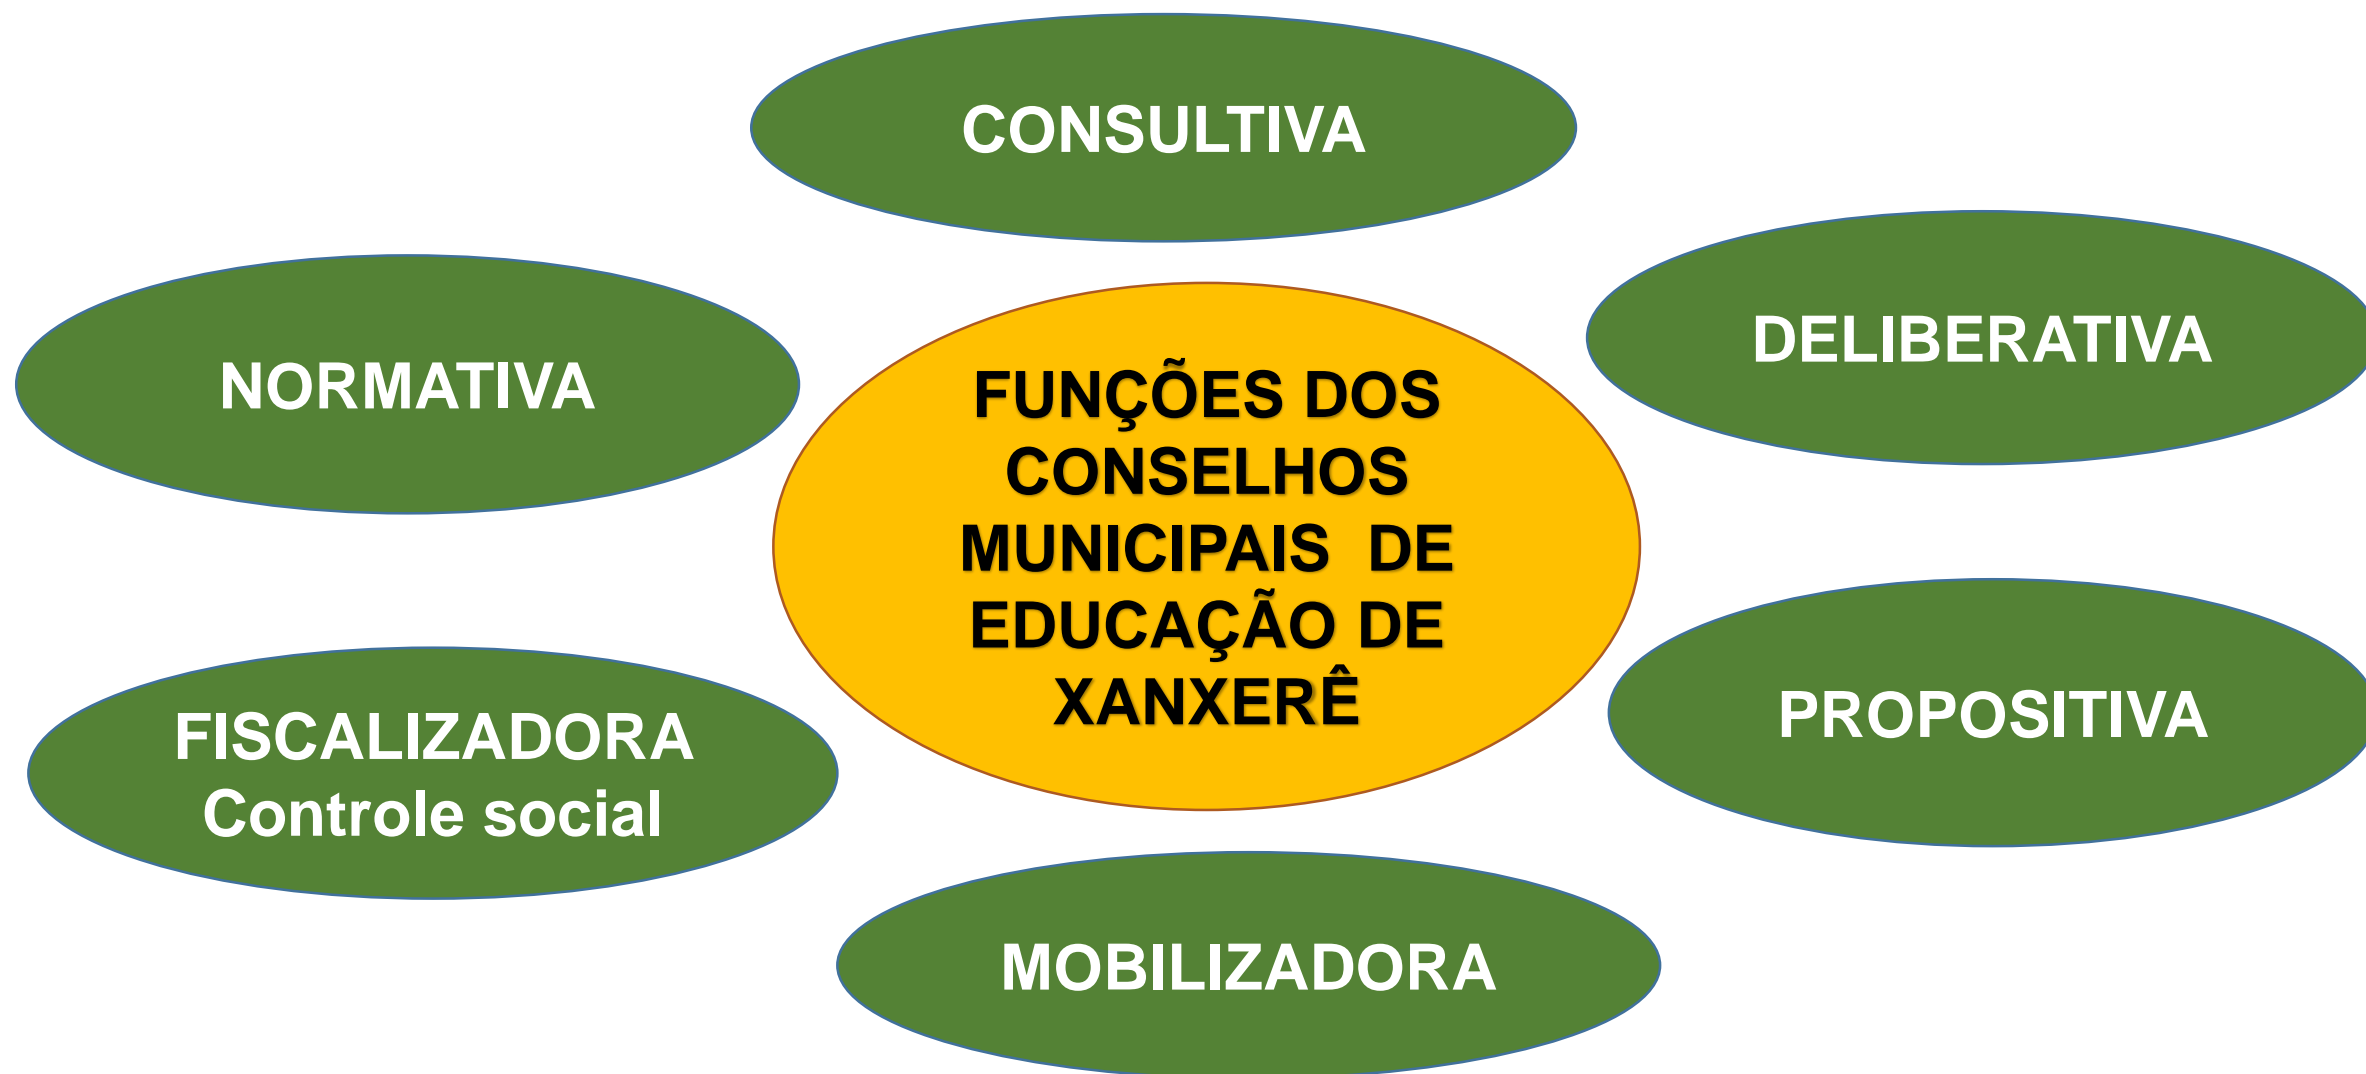 CONSULTIVA
DELIBERATIVA
NORMATIVA
FUNÇÕES DOS
CONSELHOS
MUNICIPAIS  DE
EDUCAÇÃO DE
XANXERÊ
PROPOSITIVA
FISCALIZADORA
Controle social
MOBILIZADORA